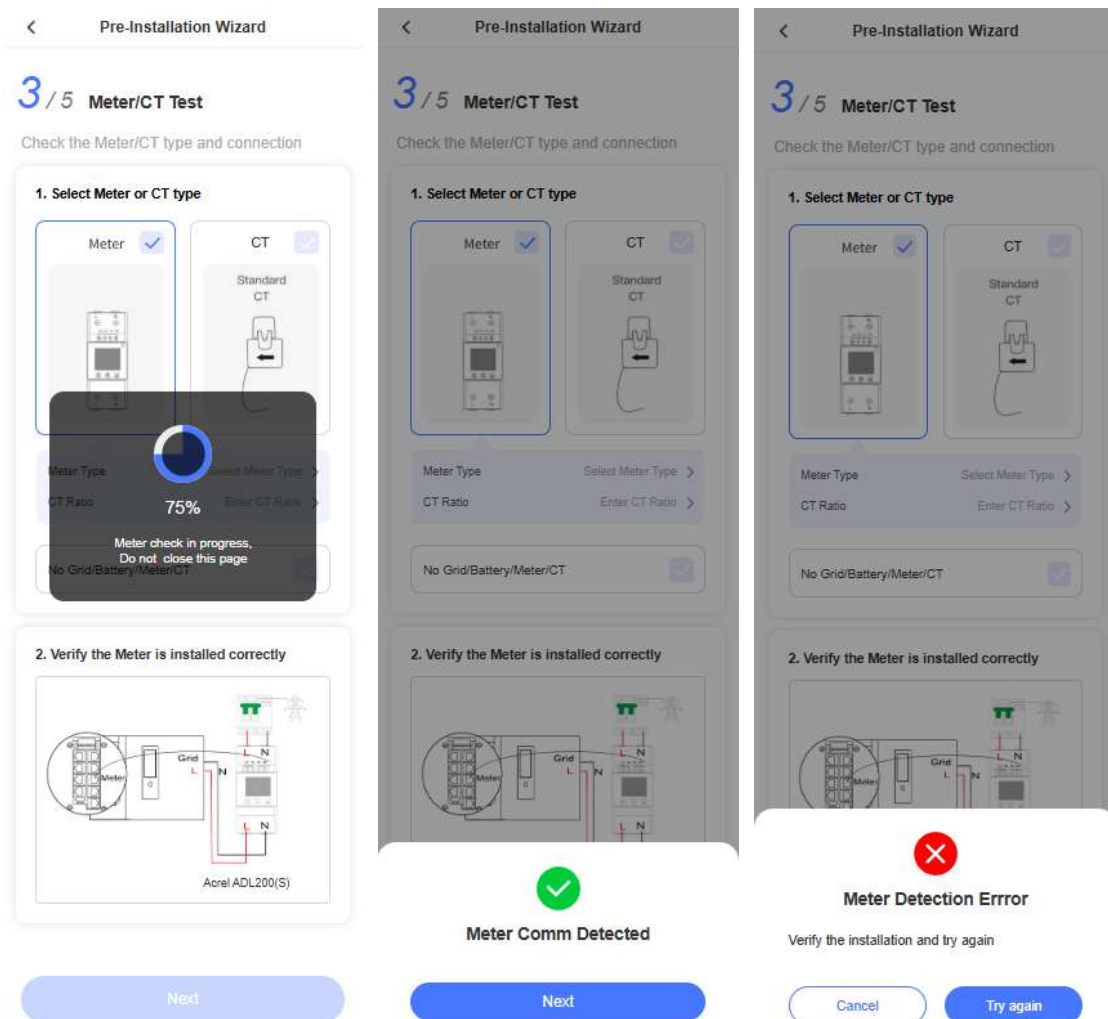 Pre-Installation Wizard
3/5 Meter/CT Test
Check the Meter/CT type and connection
1. Select Meter or CT type
Meter
CT
Standard
CT
Meter Type
Select Meter Type
CT Ratio
Enter CT Ratio
75%
Meter check in progress,
Do not close this page
No Grid/Battery/Meter/CT
2. Verify the Meter is installed correctly
Meter
Grid
L
N
L N
L N
Acrel ADL200(S)
Next
Pre-Installation Wizard
3/5 Meter/CT Test
Check the Meter/CT type and connection
1. Select Meter or CT type
Meter
CT
Standard
CT
Meter Type
Select Meter Type
CT Ratio
Enter CT Ratio
No Grid/Battery/Meter/CT
2. Verify the Meter is installed correctly
Meter
Grid
L
N
L N
L N
Meter Comm Detected
Next
Pre-Installation Wizard
3/5 Meter/CT Test
Check the Meter/CT type and connection
1. Select Meter or CT type
Meter
CT
Standard
CT
Meter Type
Select Meter Type
CT Ratio
Enter CT Ratio
No Grid/Battery/Meter/CT
2. Verify the Meter is installed correctly
Meter
Grid
L
N
L N
Meter Detection Errror
Verify the installation and try again
Cancel
Try again